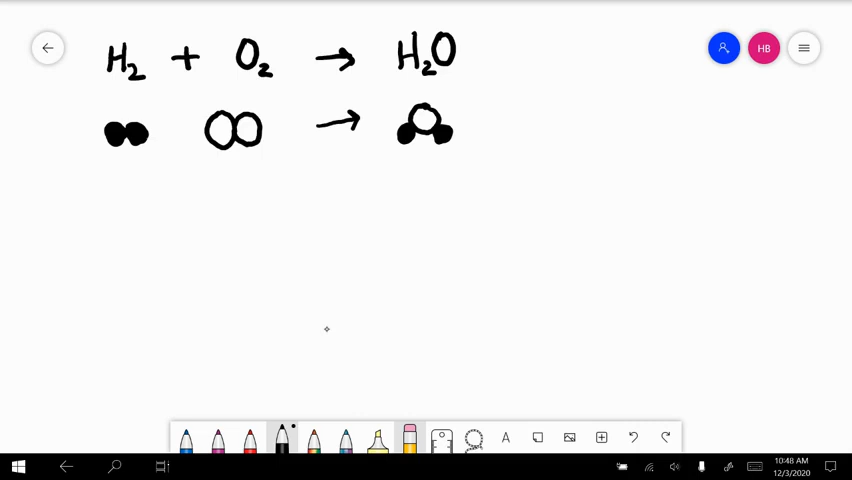 H₂ + O₂ → H₂O
HB
A
10:48 AM
12/3/2020